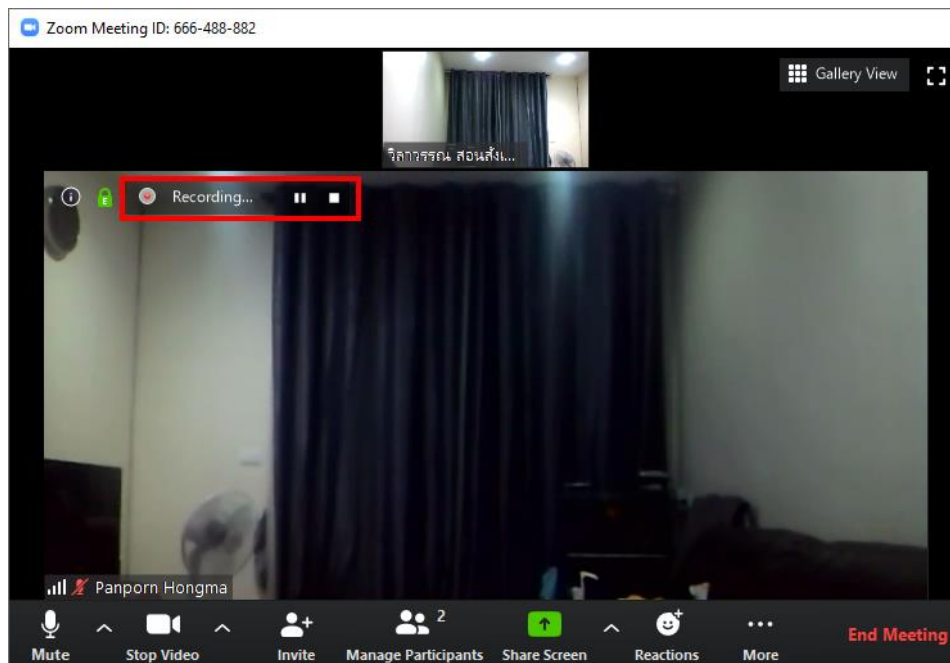 Zoom Meeting ID: 666-488-882
Gallery View
วิลาวรรณ สอนสั่งเ...
Recording...
Panporn Hongma
2
Mute
Stop Video
Invite
Manage Participants
Share Screen
Reactions
More
End Meeting